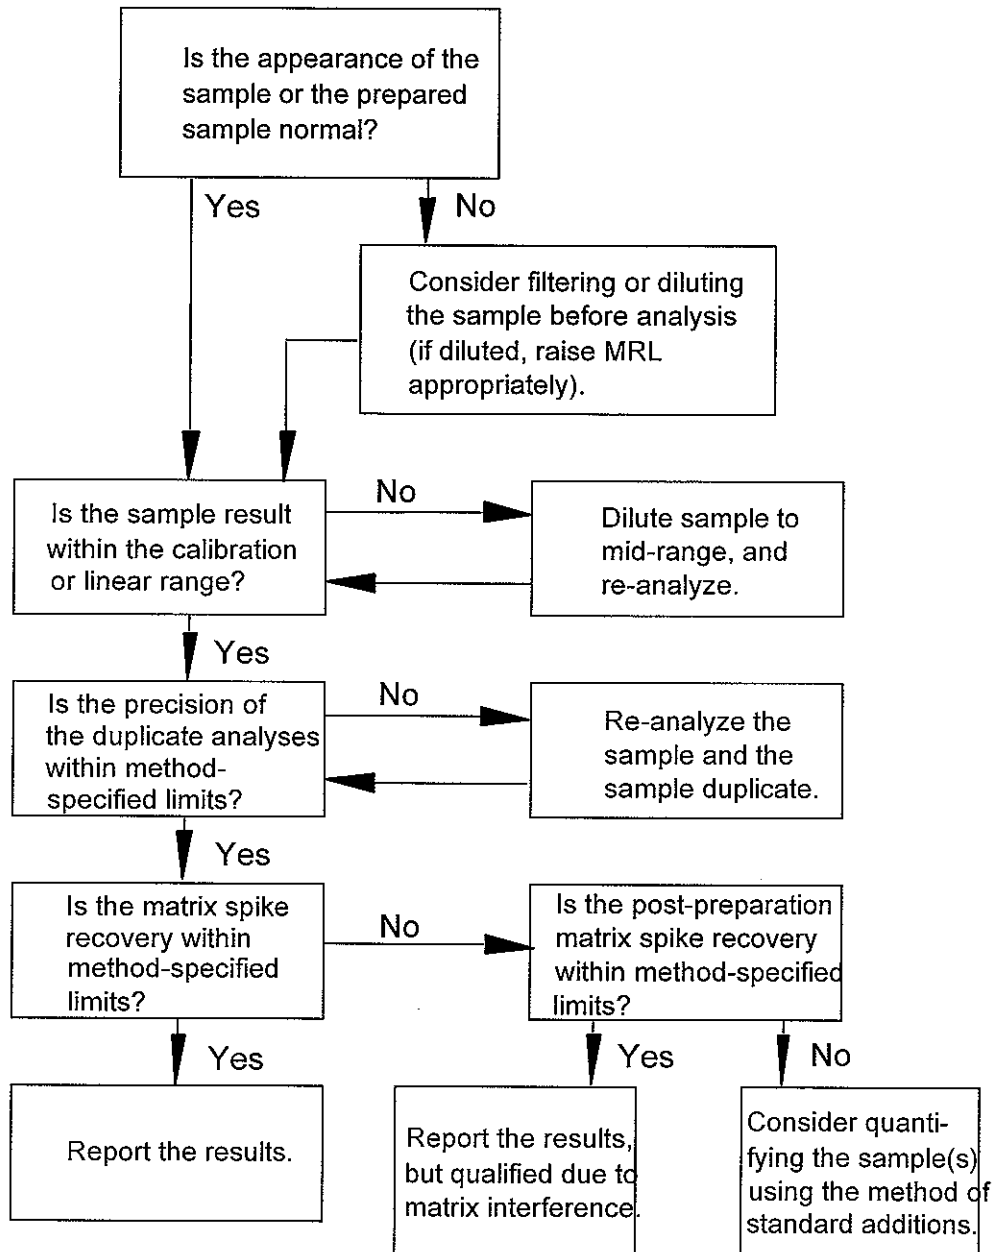 Is the appearance of the
sample or the prepared
sample normal?
Yes
No
Consider filtering or diluting
the sample before analysis
(if diluted, raise MRL
appropriately).
Is the sample result
within the calibration
or linear range?
No
Dilute sample to
mid-range, and
re-analyze.
Yes
Is the precision of
the duplicate analyses
within method-
specified limits?
No
Re-analyze the
sample and the
sample duplicate.
Yes
Is the matrix spike
recovery within
method-specified
limits?
No
Is the post-preparation
matrix spike recovery
within method-specified
limits?
Yes
Yes
No
Report the results.
Report the results,
but qualified due to
matrix interference.
Consider quanti-
fying the sample(s)
using the method of
standard additions.